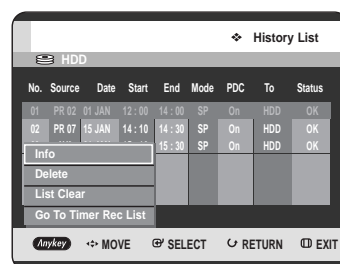 ❖ History List
HDD
No. Source Date Start End Mode PDC To Status
01 PR 02 01 JAN 12 : 00 14 : 00 SP On HDD OK
02 PR 07 15 JAN 14 : 10 14 : 30 SP On HDD OK
15 : 30 SP On HDD OK
Info
Delete
List Clear
Go To Timer Rec List
Anykey MOVE SELECT RETURN EXIT